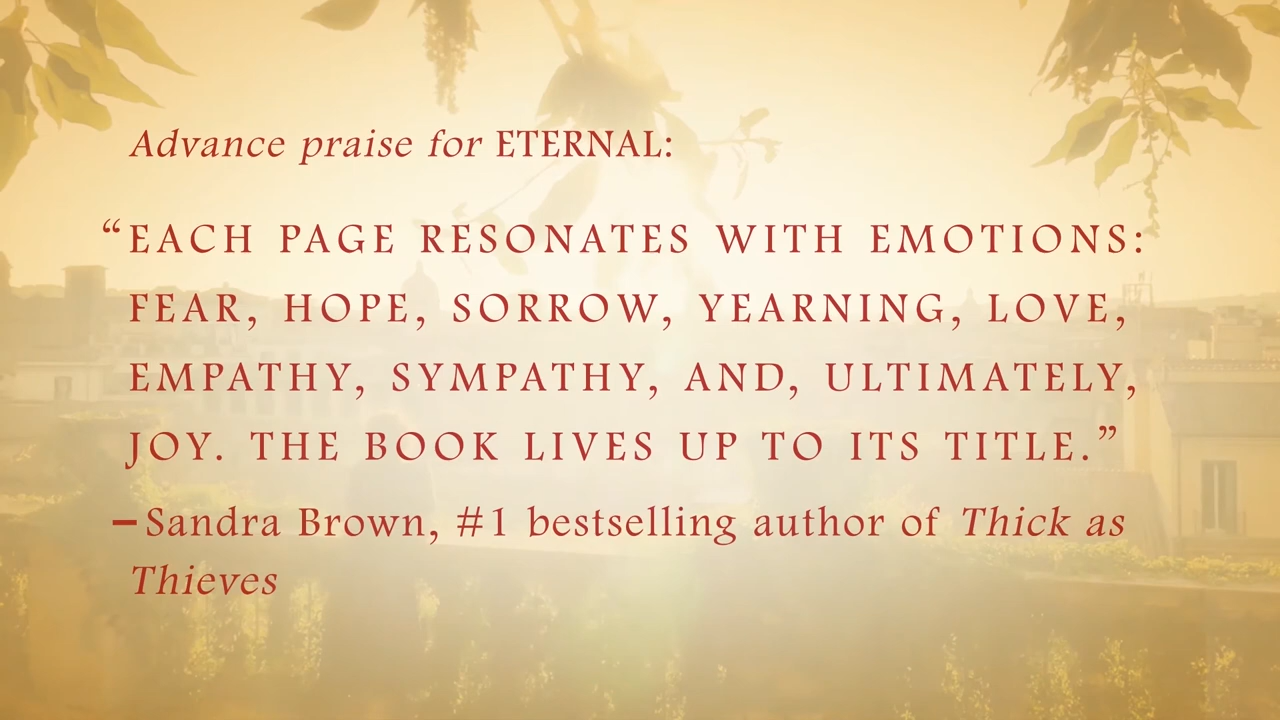 Advance praise for ETERNAL:
“EACH PAGE RESONATES WITH EMOTIONS:
FEAR, HOPE, SORROW, YEARNING, LOVE,
EMPATHY, SYMPATHY, AND, ULTIMATELY,
JOY. THE BOOK LIVES UP TO ITS TITLE.”
–Sandra Brown, #1 bestselling author of Thick as
Thieves